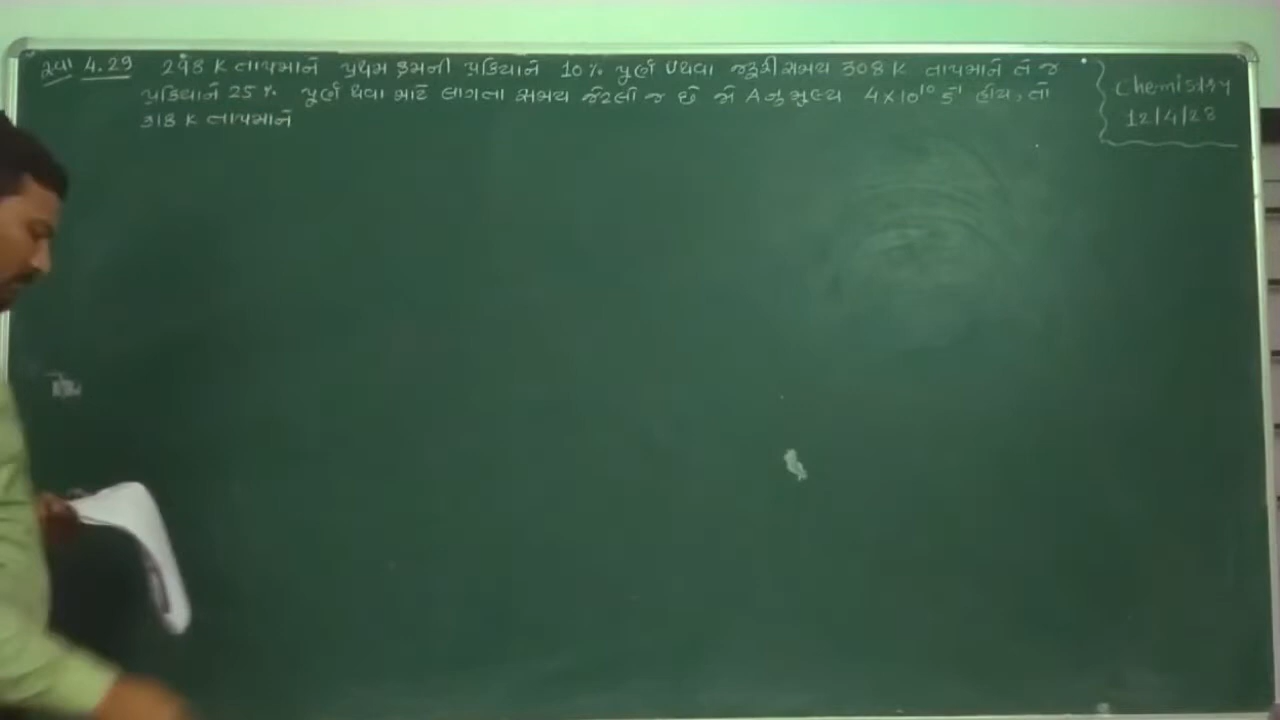 સ્વા 4.29 298 K તાપમાને પ્રથમ ક્રમની પ્રક્રિયાને 10% પૂર્ણ થવા જરૂરી સમય 308 K તાપમાને તે જ
પ્રક્રિયાને 25% પૂર્ણ થવા માટે લાગતા સમય જેટલો જ છે જો A નુ મુલ્ય 4×10¹⁰ s⁻¹ હોય, તો
318 K તાપમાને
Chemistry
12/4/28